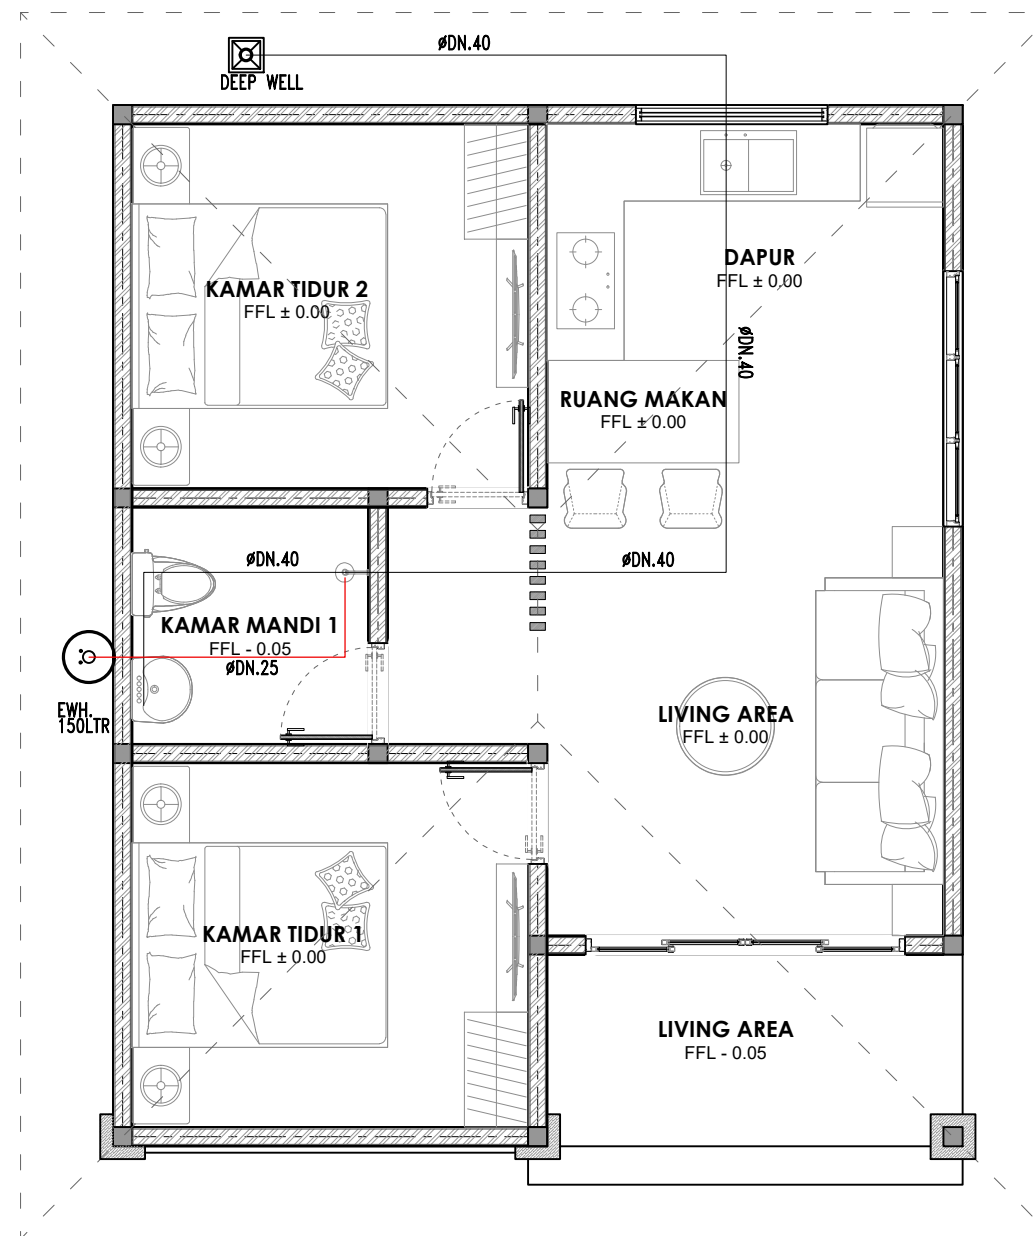 øDN.40
DEEP WELL
DAPUR
FFL ± 0.00
KAMAR TIDUR 2
FFL ± 0.00
øDN.40
RUANG MAKAN
FFL ± 0.00
øDN.40
øDN.40
KAMAR MANDI 1
FFL - 0.05
øDN.25
EWH.
150LTR
LIVING AREA
FFL ± 0.00
KAMAR TIDUR 1
FFL ± 0.00
LIVING AREA
FFL - 0.05